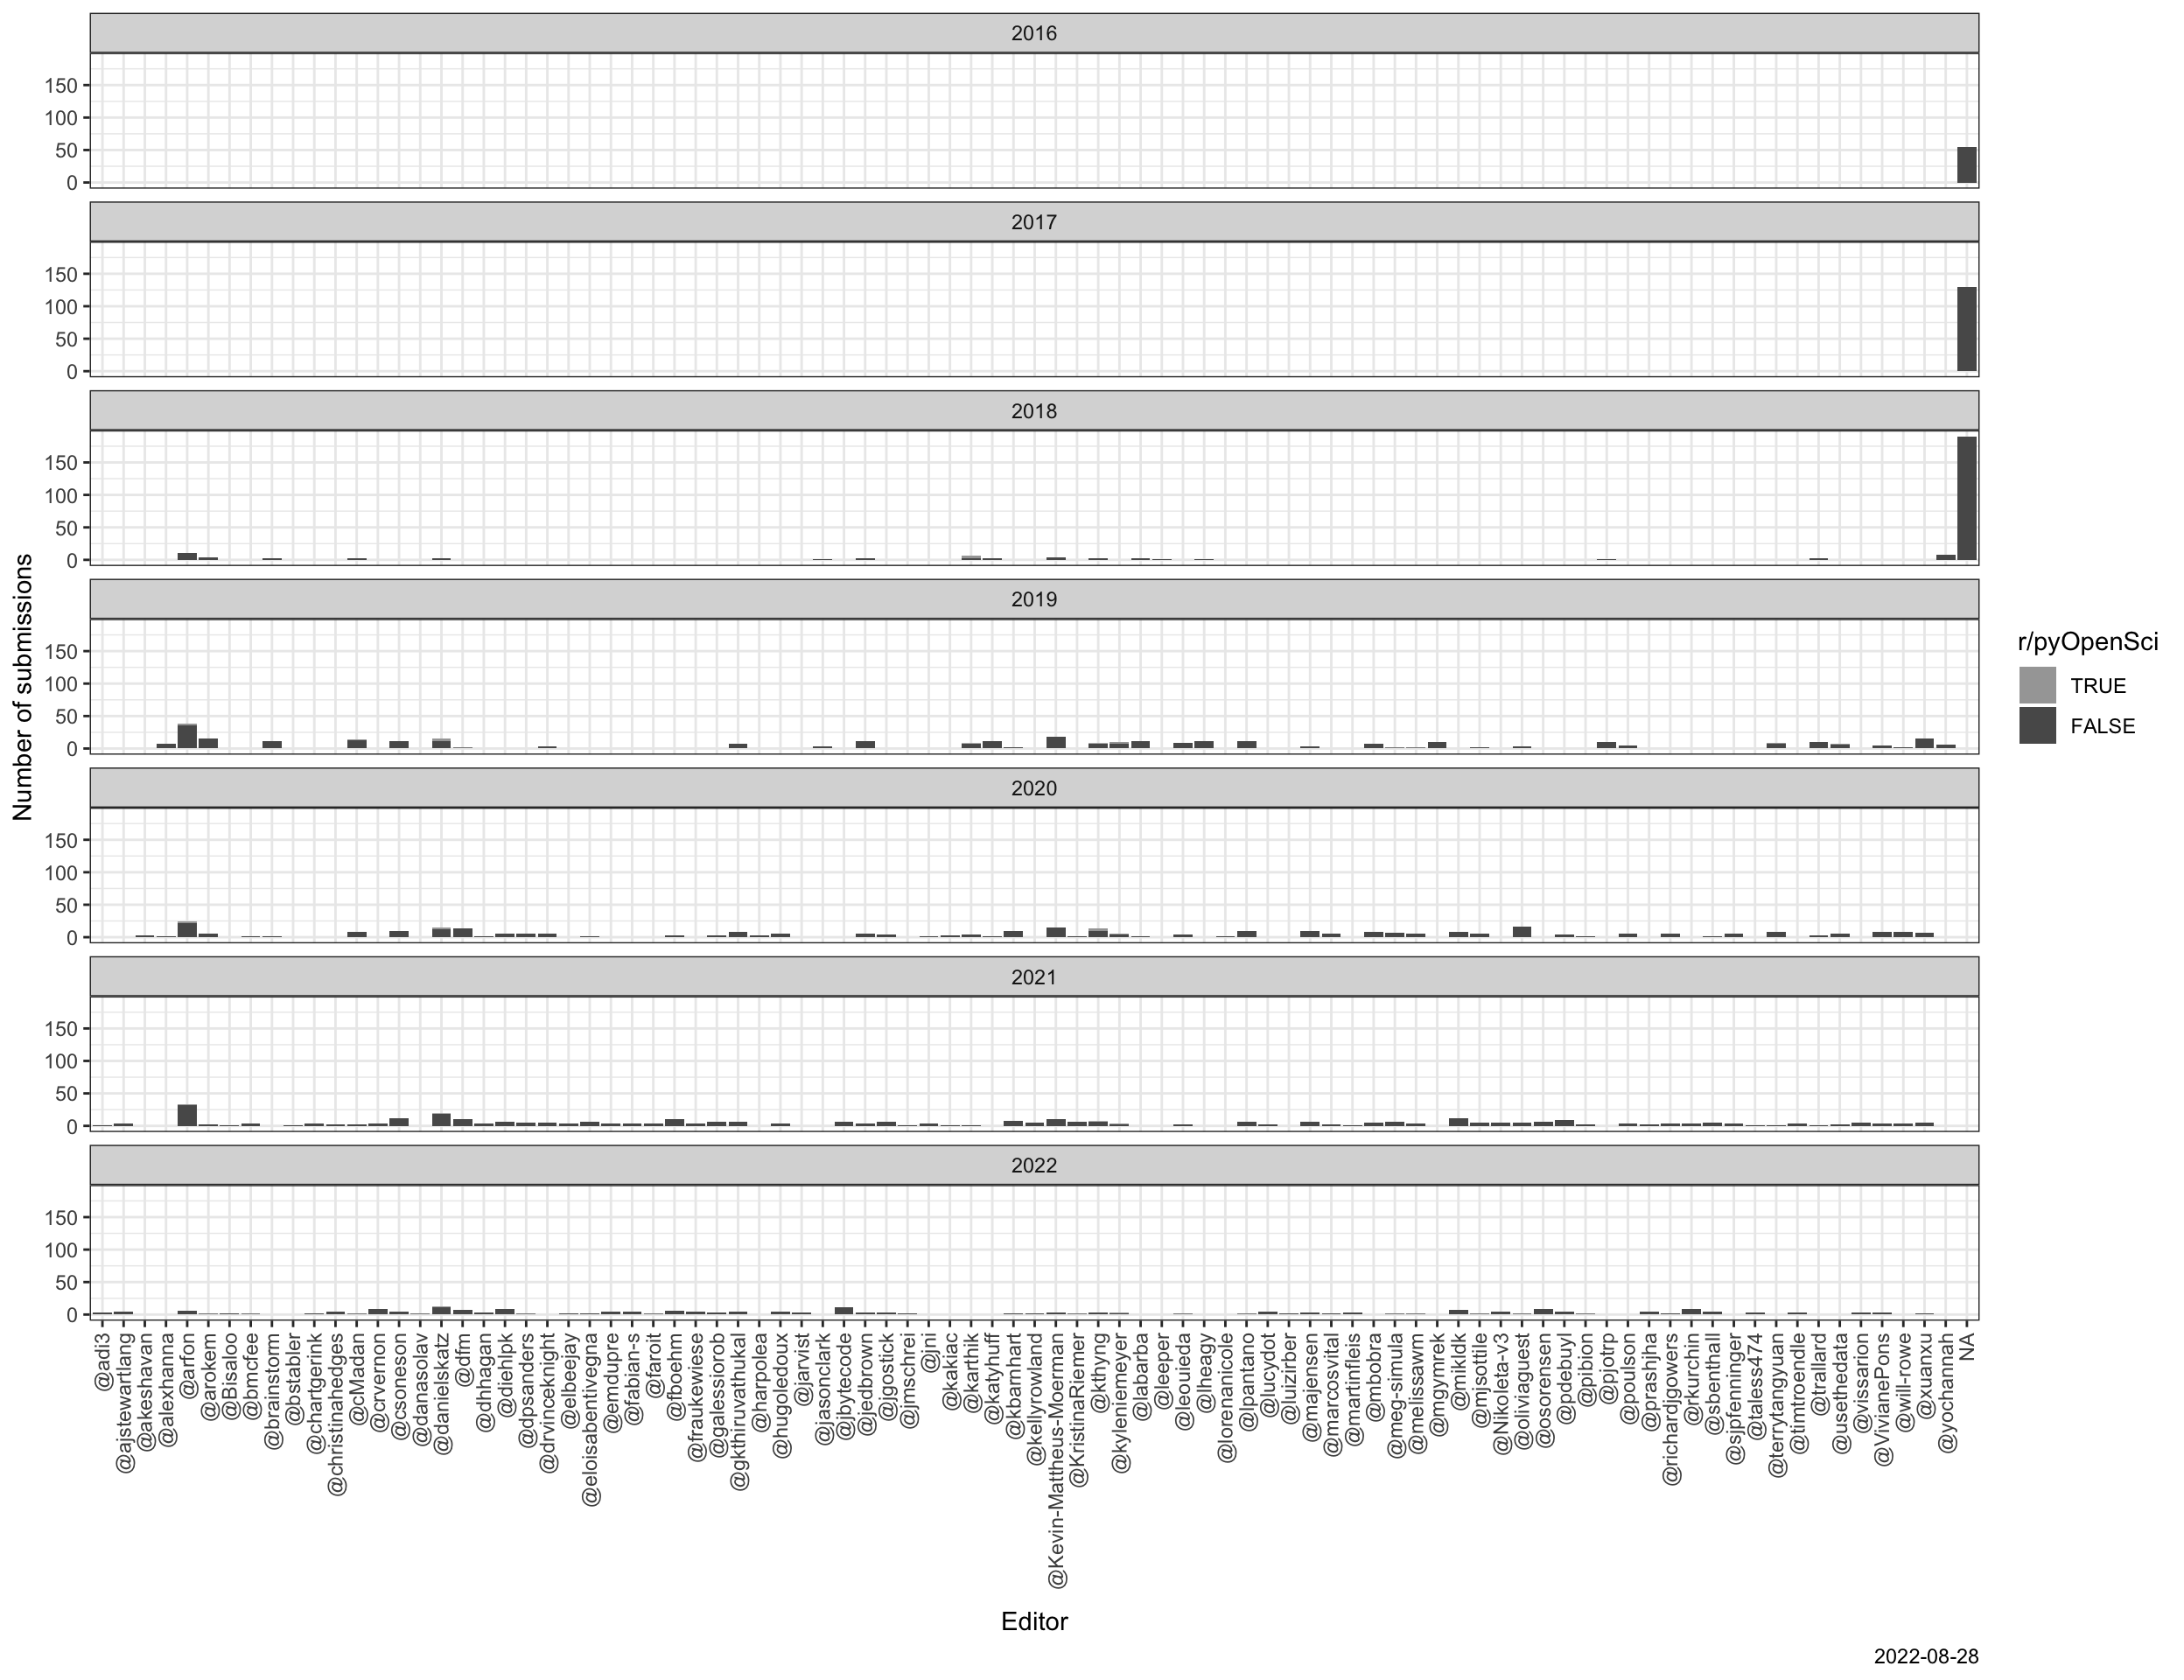 2016
150
100
50
0
2017
150
100
50
0
2018
150
100
50
0
2019
150
100
50
0
2020
150
100
50
0
2021
150
100
50
0
2022
150
100
50
0
Number of submissions
r/pyOpenSci
TRUE
FALSE
@adi3
@ajstewartlang
@akeshavan
@alexhanna
@arfon
@arokem
@Bisaloo
@bmcfee
@brainstorm
@bstabler
@chartgerink
@christinahedges
@cMadan
@crvernon
@csoneson
@danasolav
@danielskatz
@dfm
@dhhagan
@diehlpk
@dpsanders
@drvinceknight
@elbeejay
@eloisabentivegna
@emdupre
@fabian-s
@faroit
@fboehm
@fraukewiese
@galessiorob
@gkthiruvathukal
@harpolea
@hugoledoux
@jarvist
@jasonclark
@jbytecode
@jedbrown
@jgostick
@jmschrei
@jni
@kakiac
@karthik
@katyhuff
@kbarnhart
@kellyrowland
@Kevin-Mattheus-Moerman
@KristinaRiemer
@kthyng
@kyleniemeyer
@labarba
@leeper
@leouieda
@lheagy
@lorenanicole
@lpantano
@lucydot
@luizirber
@majensen
@marcosvital
@martinfleis
@mbobra
@meg-simula
@melissawm
@mgymrek
@mikldk
@mjsottile
@Nikoleta-v3
@oliviaguest
@osorensen
@pdebuyl
@pibion
@pjotrp
@poulson
@prashjha
@richardjgowers
@rkurchin
@sbenthall
@sjpfenninger
@taless474
@terrytangyuan
@timtroendle
@trallard
@usethedata
@vissarion
@VivianePons
@will-rowe
@xuanxu
@yochannah
NA
Editor
2022-08-28